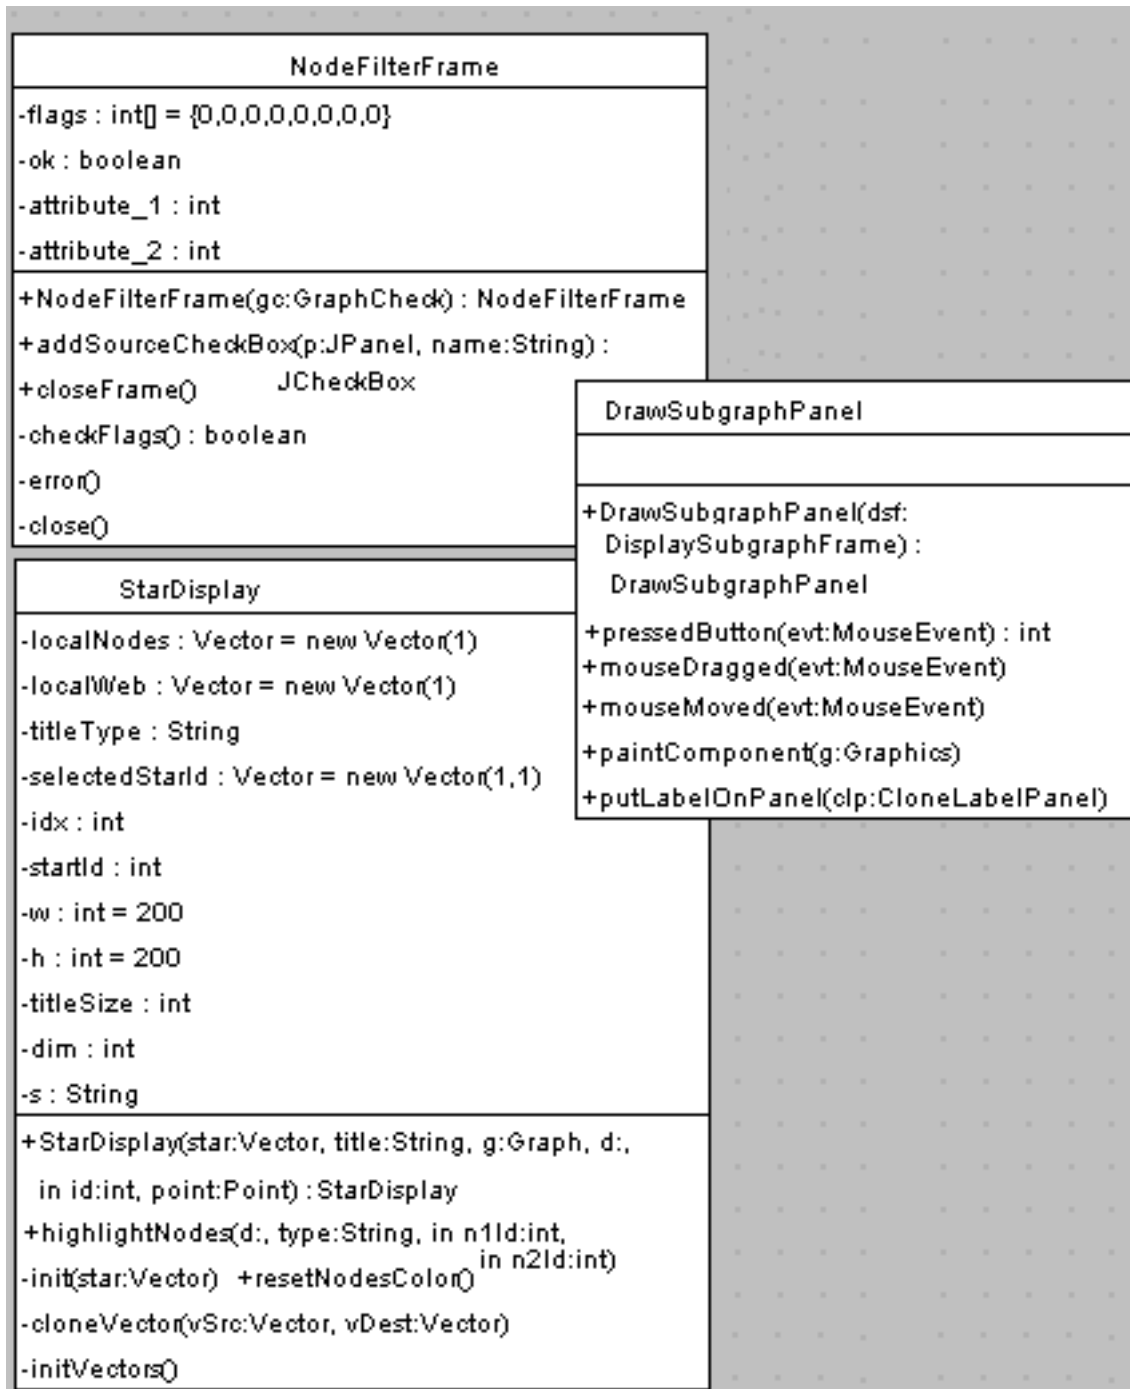 NodeFilterFrame
-flags : int[] = {0,0,0,0,0,0,0,0}
-ok : boolean
-attribute_1 : int
-attribute_2 : int
+NodeFilterFrame(gc:GraphCheck) : NodeFilterFrame
+addSourceCheckBox(p:JPanel, name:String) :
JCheckBox
+closeFrame()
-checkFlags() : boolean
-error()
-close()
DrawSubgraphPanel
+DrawSubgraphPanel(dsf:
DisplaySubgraphFrame) :
DrawSubgraphPanel
+pressedButton(evt:MouseEvent) : int
+mouseDragged(evt:MouseEvent)
+mouseMoved(evt:MouseEvent)
+paintComponent(g:Graphics)
+putLabelOnPanel(clp:CloneLabelPanel)
StarDisplay
-localNodes : Vector = new Vector(1)
-localWeb : Vector = new Vector(1)
-titleType : String
-selectedStarId : Vector = new Vector(1,1)
-idx : int
-startId : int
-w : int = 200
-h : int = 200
-titleSize : int
-dim : int
-s : String
+StarDisplay(star:Vector, title:String, g:Graph, d:,
in id:int, point:Point) : StarDisplay
+highlightNodes(d:, type:String, in n1Id:int,
in n2Id:int)
-init(star:Vector) +resetNodesColor()
-cloneVector(vSrc:Vector, vDest:Vector)
-initVectors()